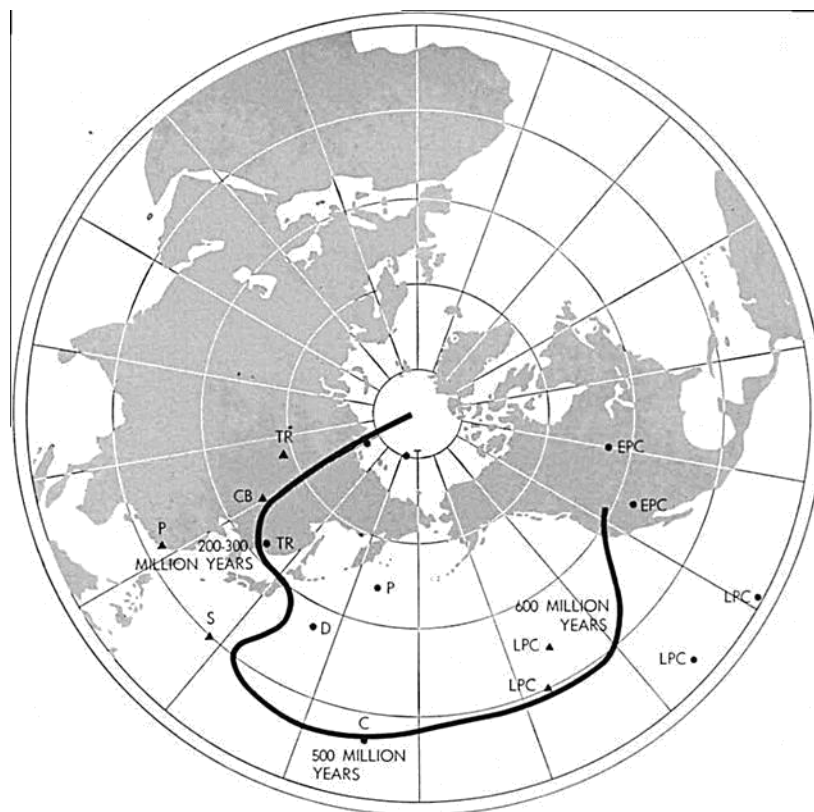 TR
T
EPC
CB
EPC
P
200-300
MILLION YEARS
TR
P
600 MILLION
YEARS
LPC
S
D
LPC
LPC
LPC
C
500 MILLION
YEARS